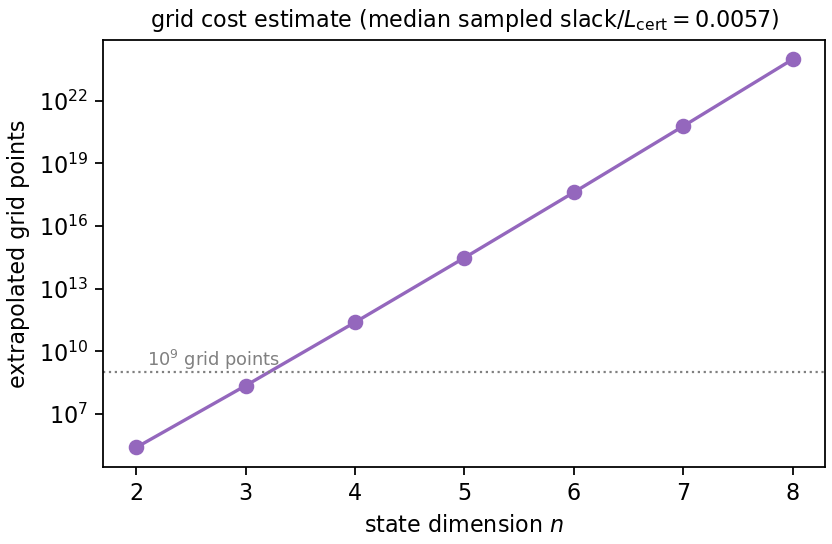 grid cost estimate (median sampled slack/L_cert = 0.0057)
extrapolated grid points
10^22
10^19
10^16
10^13
10^10
10^7
10^9 grid points
2 3 4 5 6 7 8
state dimension n